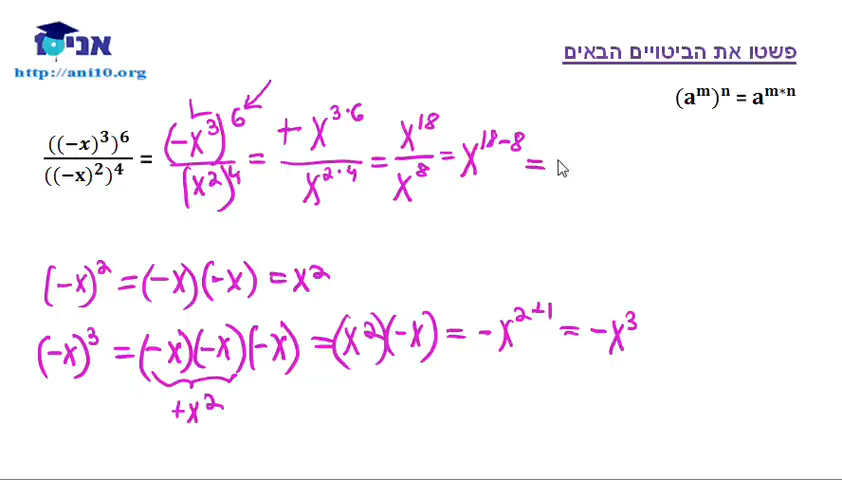 אני10
http://ani10.org
פשטו את הביטויים הבאים
(a^m)^n = a^{m*n}
((-x)^3)^6 / ((-x)^2)^4 = (-x^3)^6 / (x^2)^4 = +x^{3·6} / x^{2·4} = x^{18} / x^8 = x^{18-8} =
(-x)^2 = (-x)(-x) = x^2
(-x)^3 = (-x)(-x)(-x) = (x^2)(-x) = -x^{2+1} = -x^3
+x^2